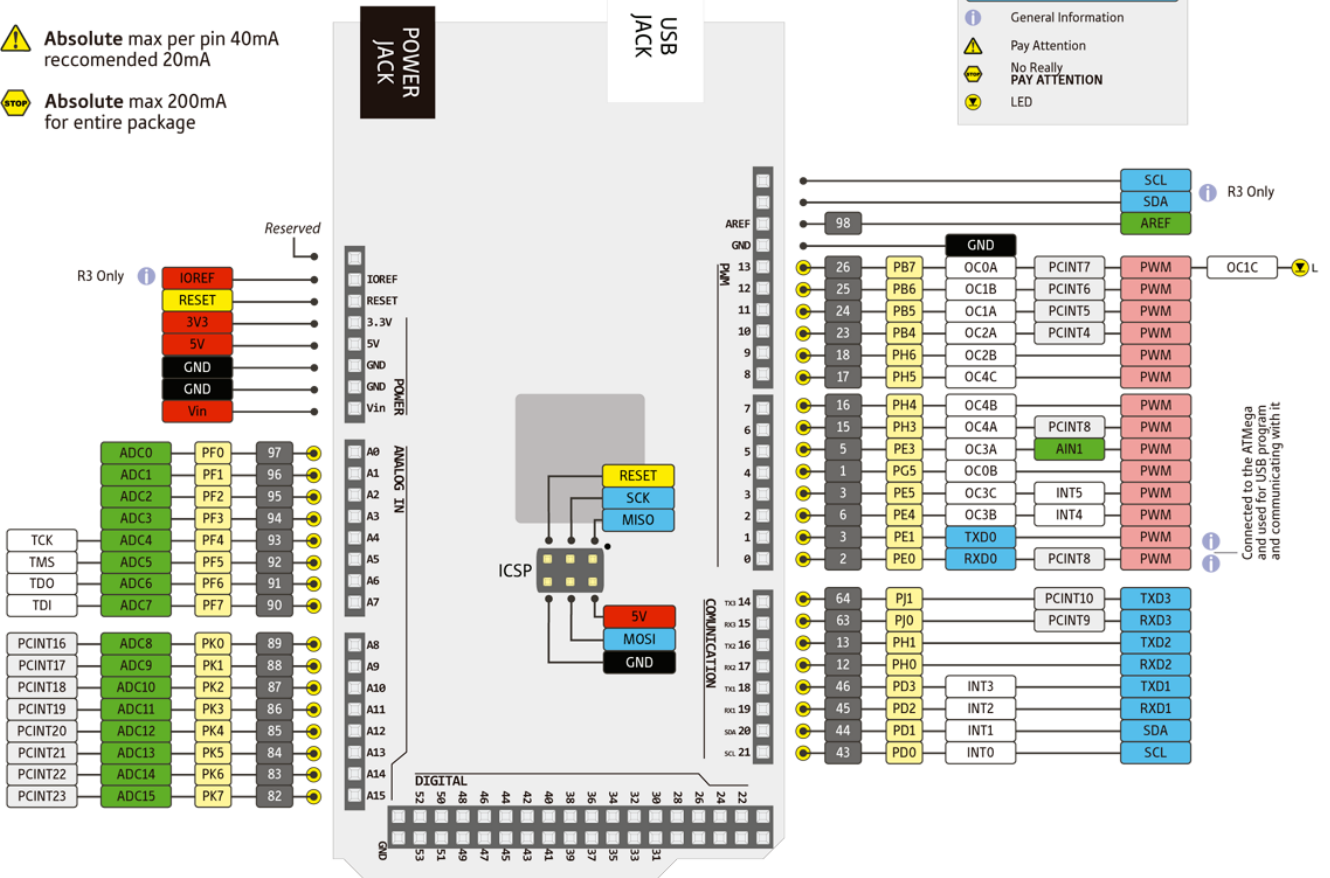 Absolute max per pin 40mA
reccomended 20mA
STOP
Absolute max 200mA
for entire package
POWER
JACK
USB
JACK
General Information
Pay Attention
STOP
No Really
PAY ATTENTION
LED
Reserved
R3 Only
IOREF
RESET
3V3
5V
GND
GND
Vin
IOREF
RESET
3.3V
5V
GND
GND
Vin
POWER
ADC0 PF0 97 A0
ADC1 PF1 96 A1
ADC2 PF2 95 A2
ADC3 PF3 94 A3
TCK ADC4 PF4 93 A4
TMS ADC5 PF5 92 A5
TDO ADC6 PF6 91 A6
TDI ADC7 PF7 90 A7
ANALOG IN
PCINT16 ADC8 PK0 89 A8
PCINT17 ADC9 PK1 88 A9
PCINT18 ADC10 PK2 87 A10
PCINT19 ADC11 PK3 86 A11
PCINT20 ADC12 PK4 85 A12
PCINT21 ADC13 PK5 84 A13
PCINT22 ADC14 PK6 83 A14
PCINT23 ADC15 PK7 82 A15
RESET
SCK
MISO
ICSP
5V
MOSI
GND
SCL
SDA
R3 Only
AREF 98 AREF
GND GND
PWM
13 26 PB7 OC0A PCINT7 PWM OC1C L
12 25 PB6 OC1B PCINT6 PWM
11 24 PB5 OC1A PCINT5 PWM
10 23 PB4 OC2A PCINT4 PWM
9 18 PH6 OC2B PWM
8 17 PH5 OC4C PWM
7 16 PH4 OC4B PWM
6 15 PH3 OC4A PCINT8 PWM
5 5 PE3 OC3A AIN1 PWM
4 1 PG5 OC0B PWM
3 3 PE5 OC3C INT5 PWM
2 6 PE4 OC3B INT4 PWM
1 3 PE1 TXD0 PWM
0 2 PE0 RXD0 PCINT8 PWM
Connected to the ATMega
and used for USB program
and communicating with it
COMUNICATION
TX3 14 64 PJ1 PCINT10 TXD3
RX3 15 63 PJ0 PCINT9 RXD3
TX2 16 13 PH1 TXD2
RX2 17 12 PH0 RXD2
TX1 18 46 PD3 INT3 TXD1
RX1 19 45 PD2 INT2 RXD1
SDA 20 44 PD1 INT1 SDA
SCL 21 43 PD0 INT0 SCL
DIGITAL
52 50 48 46 44 42 40 38 36 34 32 30 28 26 24 22
GND 53 51 49 47 45 43 41 39 37 35 33 31